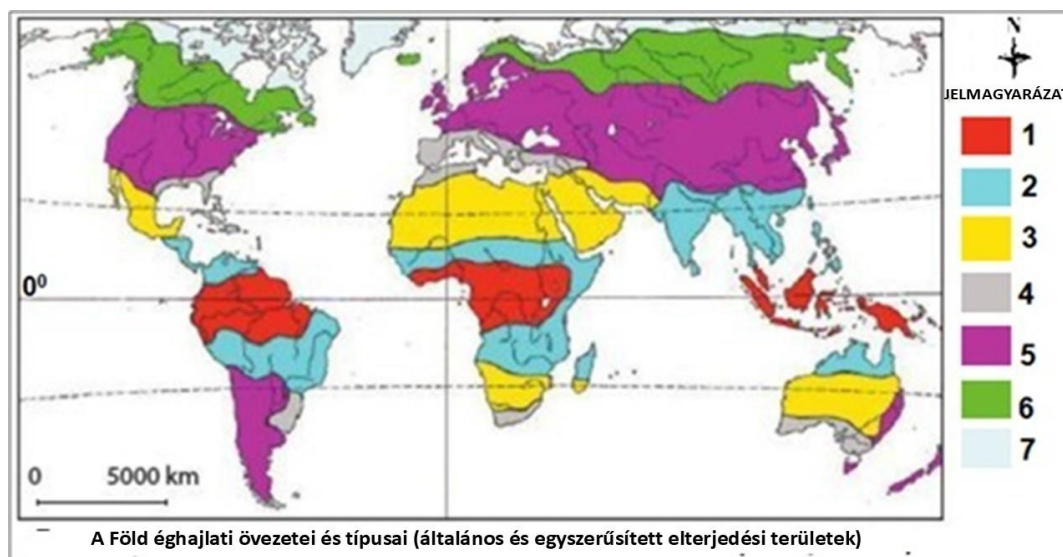 N
JELMAGYARÁZAT
1
2
3
4
5
6
7
0⁰
0 5000 km
A Föld éghajlati övezetei és típusai (általános és egyszerűsített elterjedési területek)